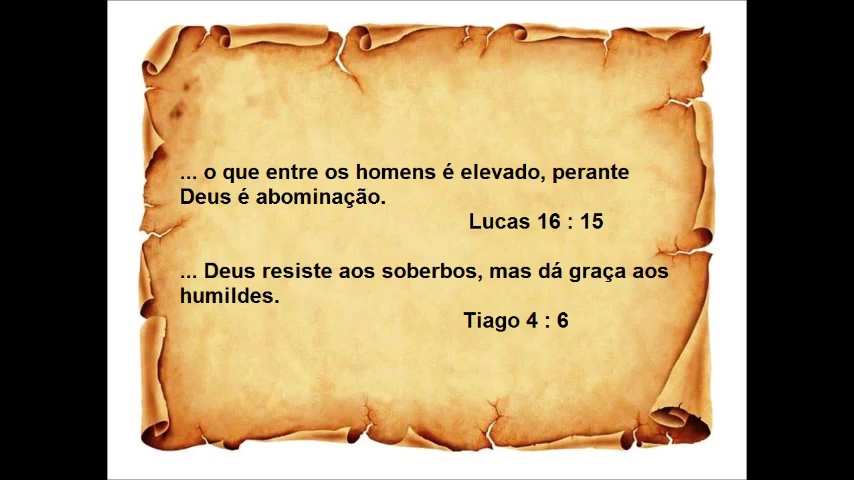 ... o que entre os homens é elevado, perante
Deus é abominação.
Lucas 16 : 15
... Deus resiste aos soberbos, mas dá graça aos
humildes.
Tiago 4 : 6